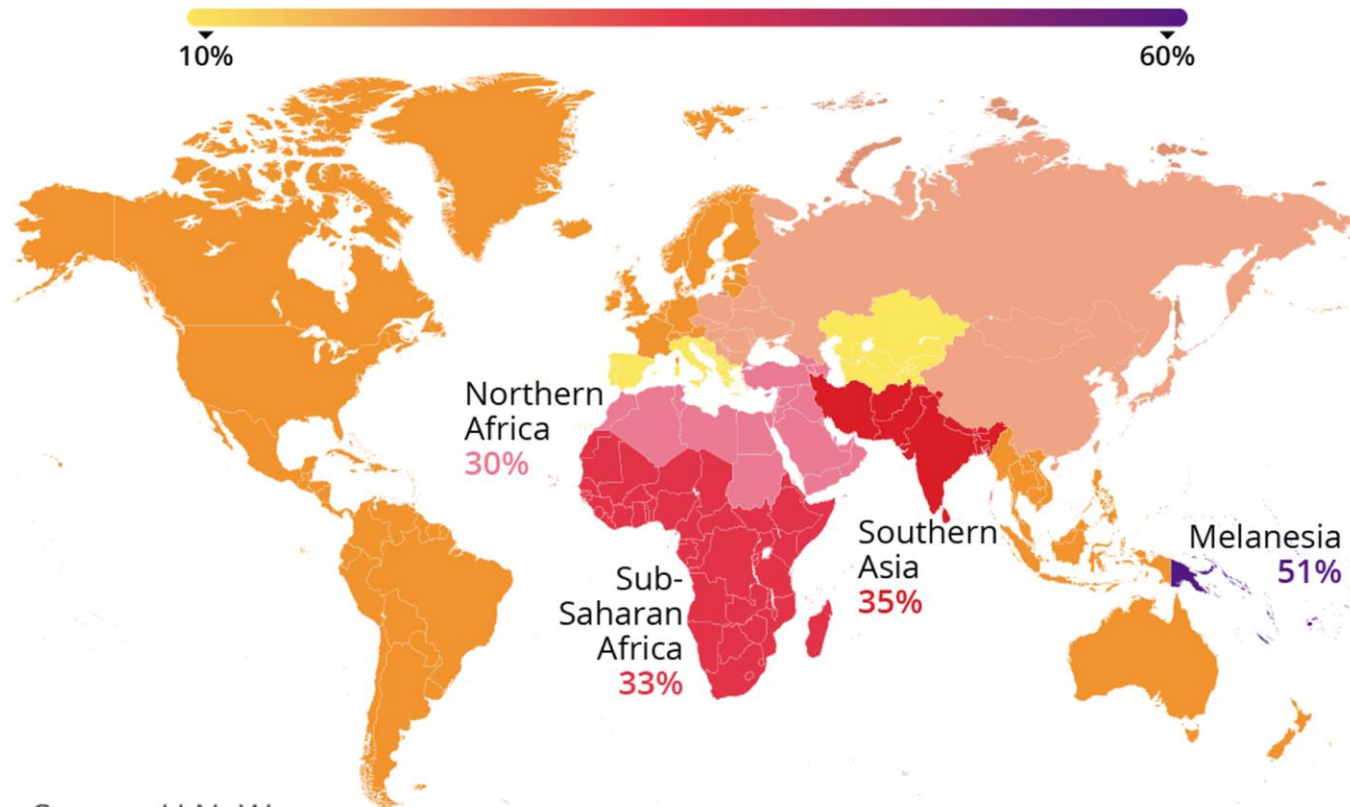 10%
60%
Northern
Africa
30%
Sub-
Saharan
Africa
33%
Southern
Asia
35%
Melanesia
51%